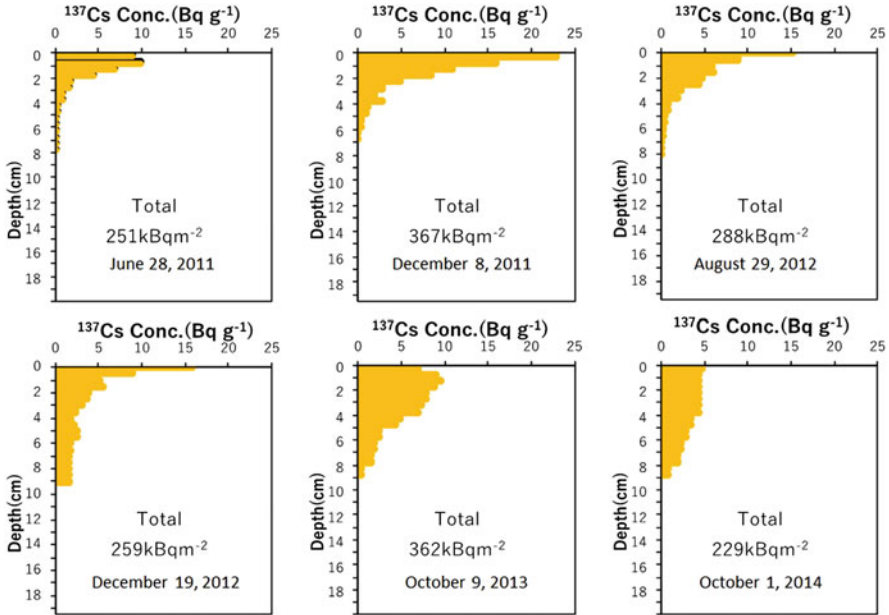 ¹³⁷Cs Conc.(Bq g⁻¹)
0 5 10 15 20 25
Depth(cm)
0
2
4
6
8
10
12
14
16
18
Total
251kBqm⁻²
June 28, 2011
¹³⁷Cs Conc.(Bq g⁻¹)
0 5 10 15 20 25
Depth(cm)
0
2
4
6
8
10
12
14
16
18
Total
367kBqm⁻²
December 8, 2011
¹³⁷Cs Conc.(Bq g⁻¹)
0 5 10 15 20 25
Depth(cm)
0
2
4
6
8
10
12
14
16
18
Total
288kBqm⁻²
August 29, 2012
¹³⁷Cs Conc.(Bq g⁻¹)
0 5 10 15 20 25
Depth(cm)
0
2
4
6
8
10
12
14
16
18
Total
259kBqm⁻²
December 19, 2012
¹³⁷Cs Conc.(Bq g⁻¹)
0 5 10 15 20 25
Depth(cm)
0
2
4
6
8
10
12
14
16
18
20
Total
362kBqm⁻²
October 9, 2013
¹³⁷Cs Conc.(Bq g⁻¹)
0 5 10 15 20 25
Depth(cm)
0
2
4
6
8
10
12
14
16
18
20
Total
229kBqm⁻²
October 1, 2014